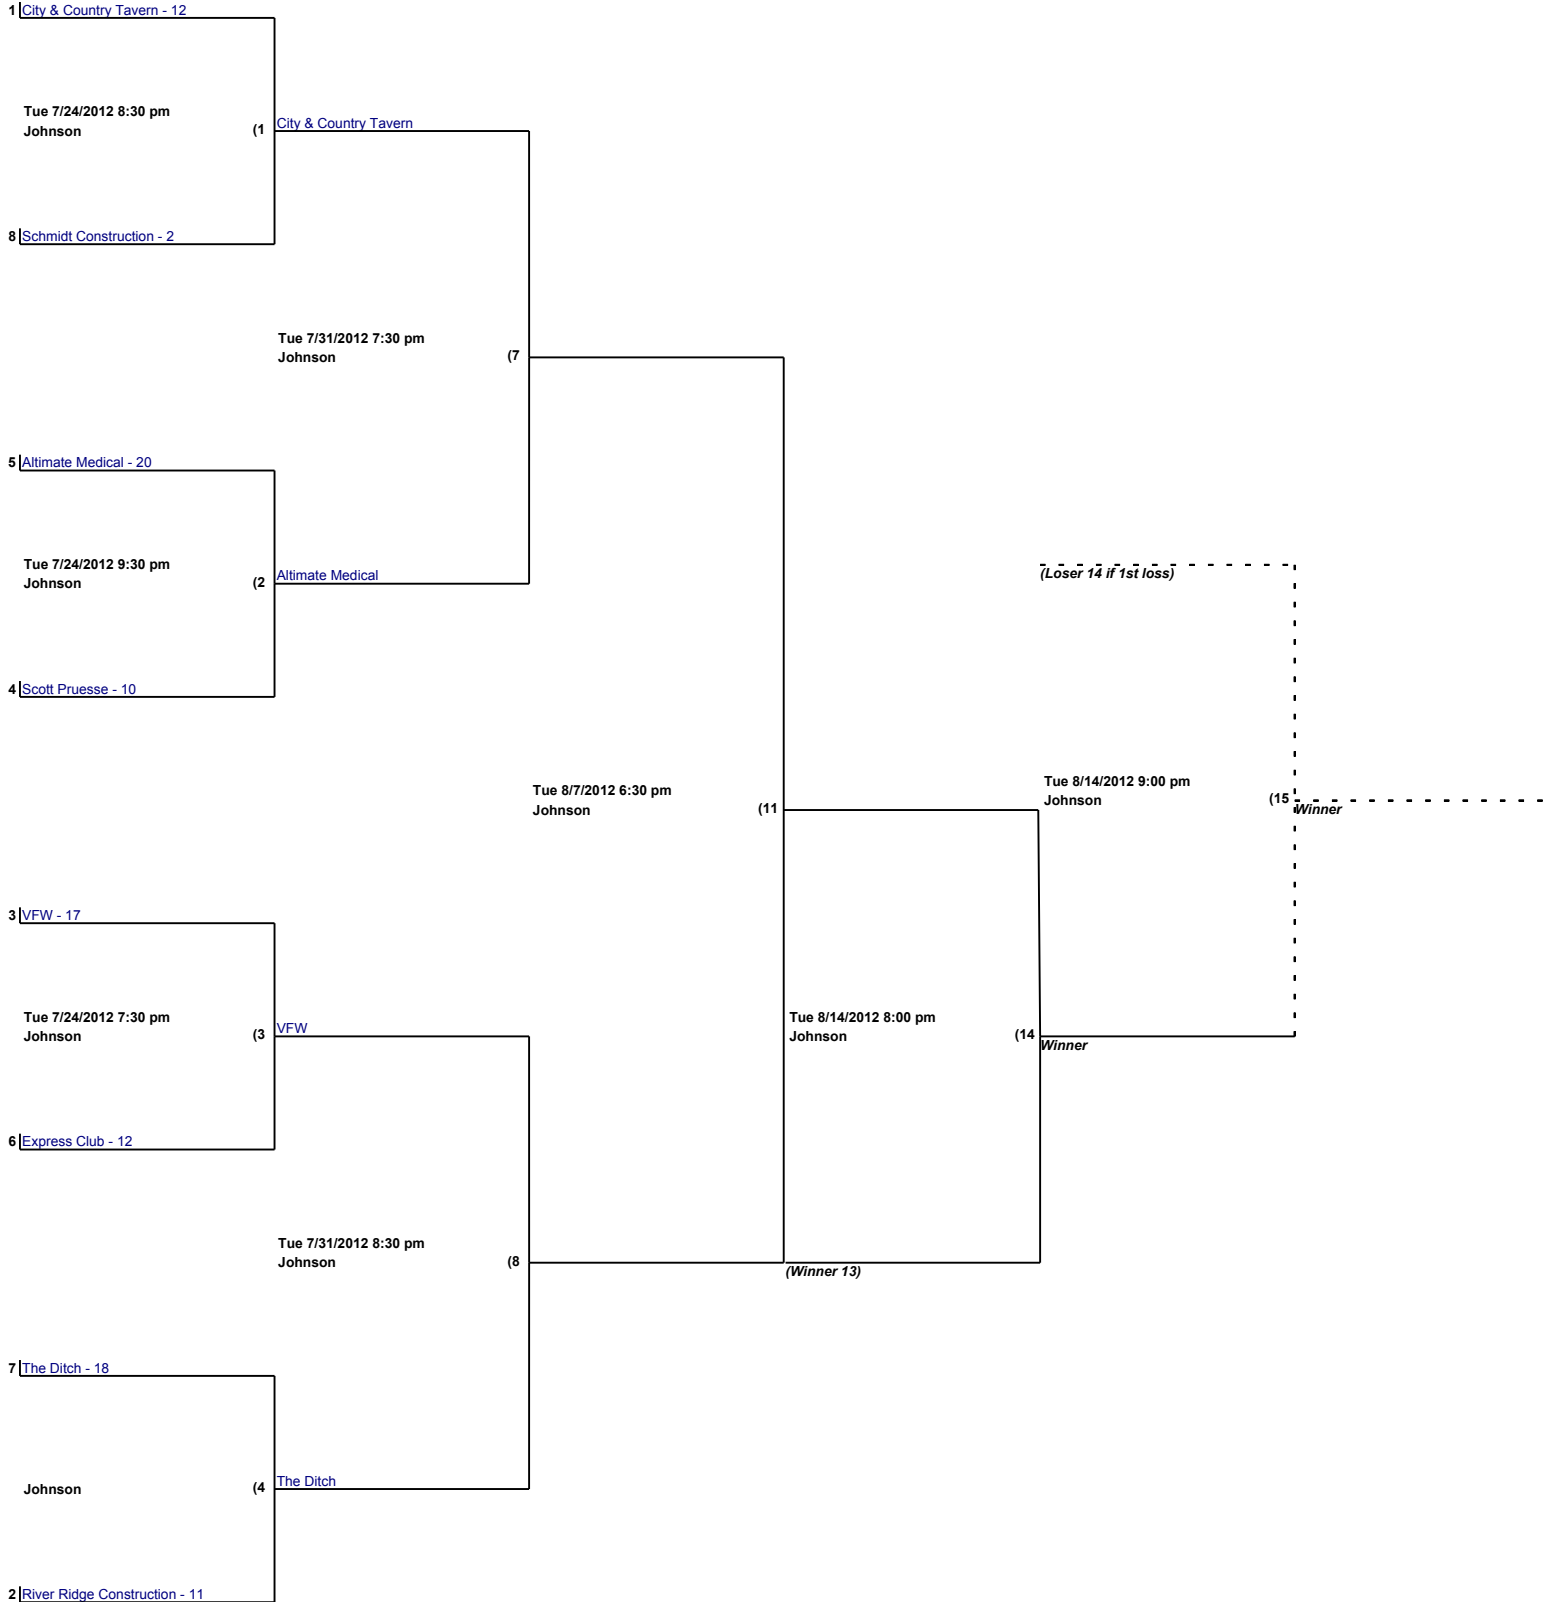 1 City & Country Tavern - 12
Tue 7/24/2012 8:30 pm
Johnson
(1
City & Country Tavern
8 Schmidt Construction - 2
Tue 7/31/2012 7:30 pm
Johnson
(7
5 Altimate Medical - 20
Tue 7/24/2012 9:30 pm
Johnson
(2
Altimate Medical
4 Scott Pruesse - 10
(Loser 14 if 1st loss)
Tue 8/7/2012 6:30 pm
Johnson
(11
Tue 8/14/2012 9:00 pm
Johnson
(15
Winner
3 VFW - 17
Tue 7/24/2012 7:30 pm
Johnson
(3
VFW
Tue 8/14/2012 8:00 pm
Johnson
(14
Winner
6 Express Club - 12
Tue 7/31/2012 8:30 pm
Johnson
(8
(Winner 13)
7 The Ditch - 18
Johnson
(4
The Ditch
2 River Ridge Construction - 11